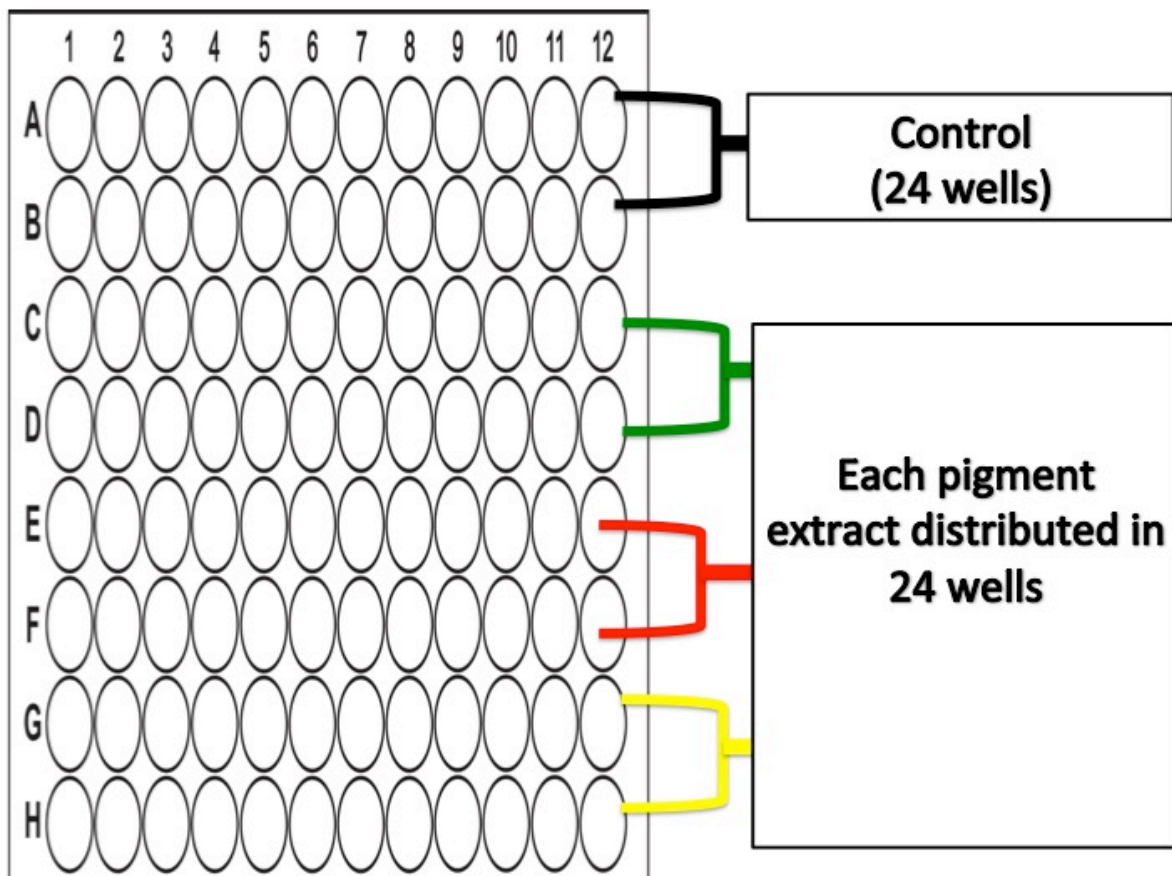 1 2 3 4 5 6 7 8 9 10 11 12
A
Control
(24 wells)
B
C
D
Each pigment
extract distributed in
24 wells
E
F
G
H